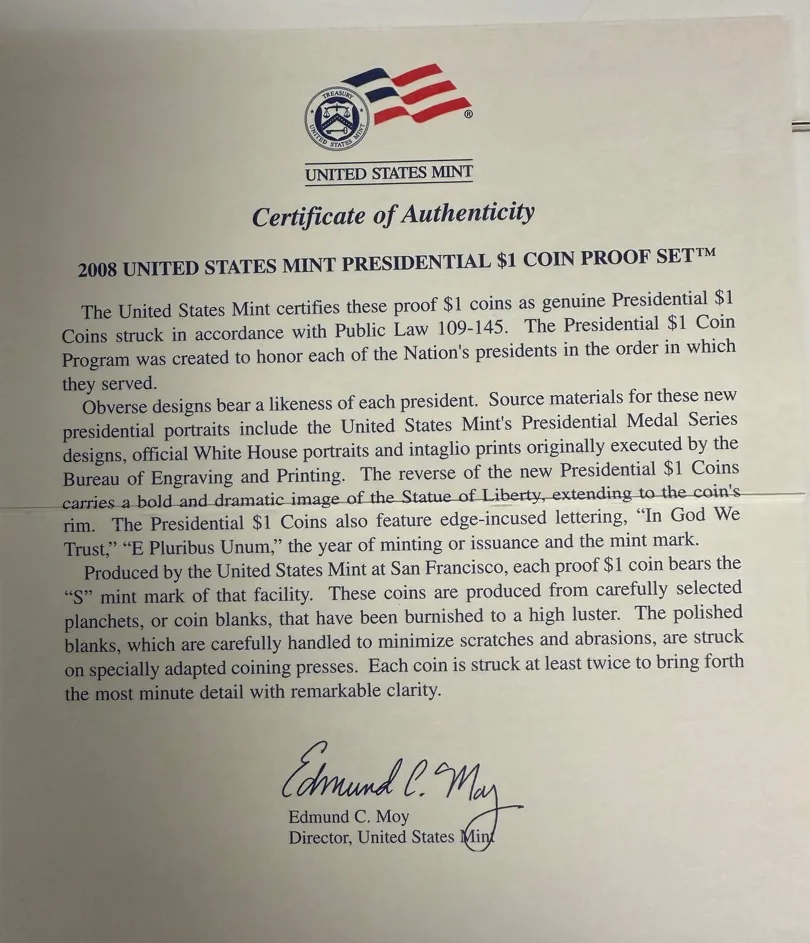 TREASURY
UNITED STATES MINT
®
UNITED STATES MINT
Certificate of Authenticity
2008 UNITED STATES MINT PRESIDENTIAL $1 COIN PROOF SET™
The United States Mint certifies these proof $1 coins as genuine Presidential $1
Coins struck in accordance with Public Law 109-145. The Presidential $1 Coin
Program was created to honor each of the Nation's presidents in the order in which
they served.
Obverse designs bear a likeness of each president. Source materials for these new
presidential portraits include the United States Mint's Presidential Medal Series
designs, official White House portraits and intaglio prints originally executed by the
Bureau of Engraving and Printing. The reverse of the new Presidential $1 Coins
carries a bold and dramatic image of the Statue of Liberty, extending to the coin's
rim. The Presidential $1 Coins also feature edge-incused lettering, “In God We
Trust,” “E Pluribus Unum,” the year of minting or issuance and the mint mark.
Produced by the United States Mint at San Francisco, each proof $1 coin bears the
“S” mint mark of that facility. These coins are produced from carefully selected
planchets, or coin blanks, that have been burnished to a high luster. The polished
blanks, which are carefully handled to minimize scratches and abrasions, are struck
on specially adapted coining presses. Each coin is struck at least twice to bring forth
the most minute detail with remarkable clarity.
Edmund C. Moy
Edmund C. Moy
Director, United States Mint